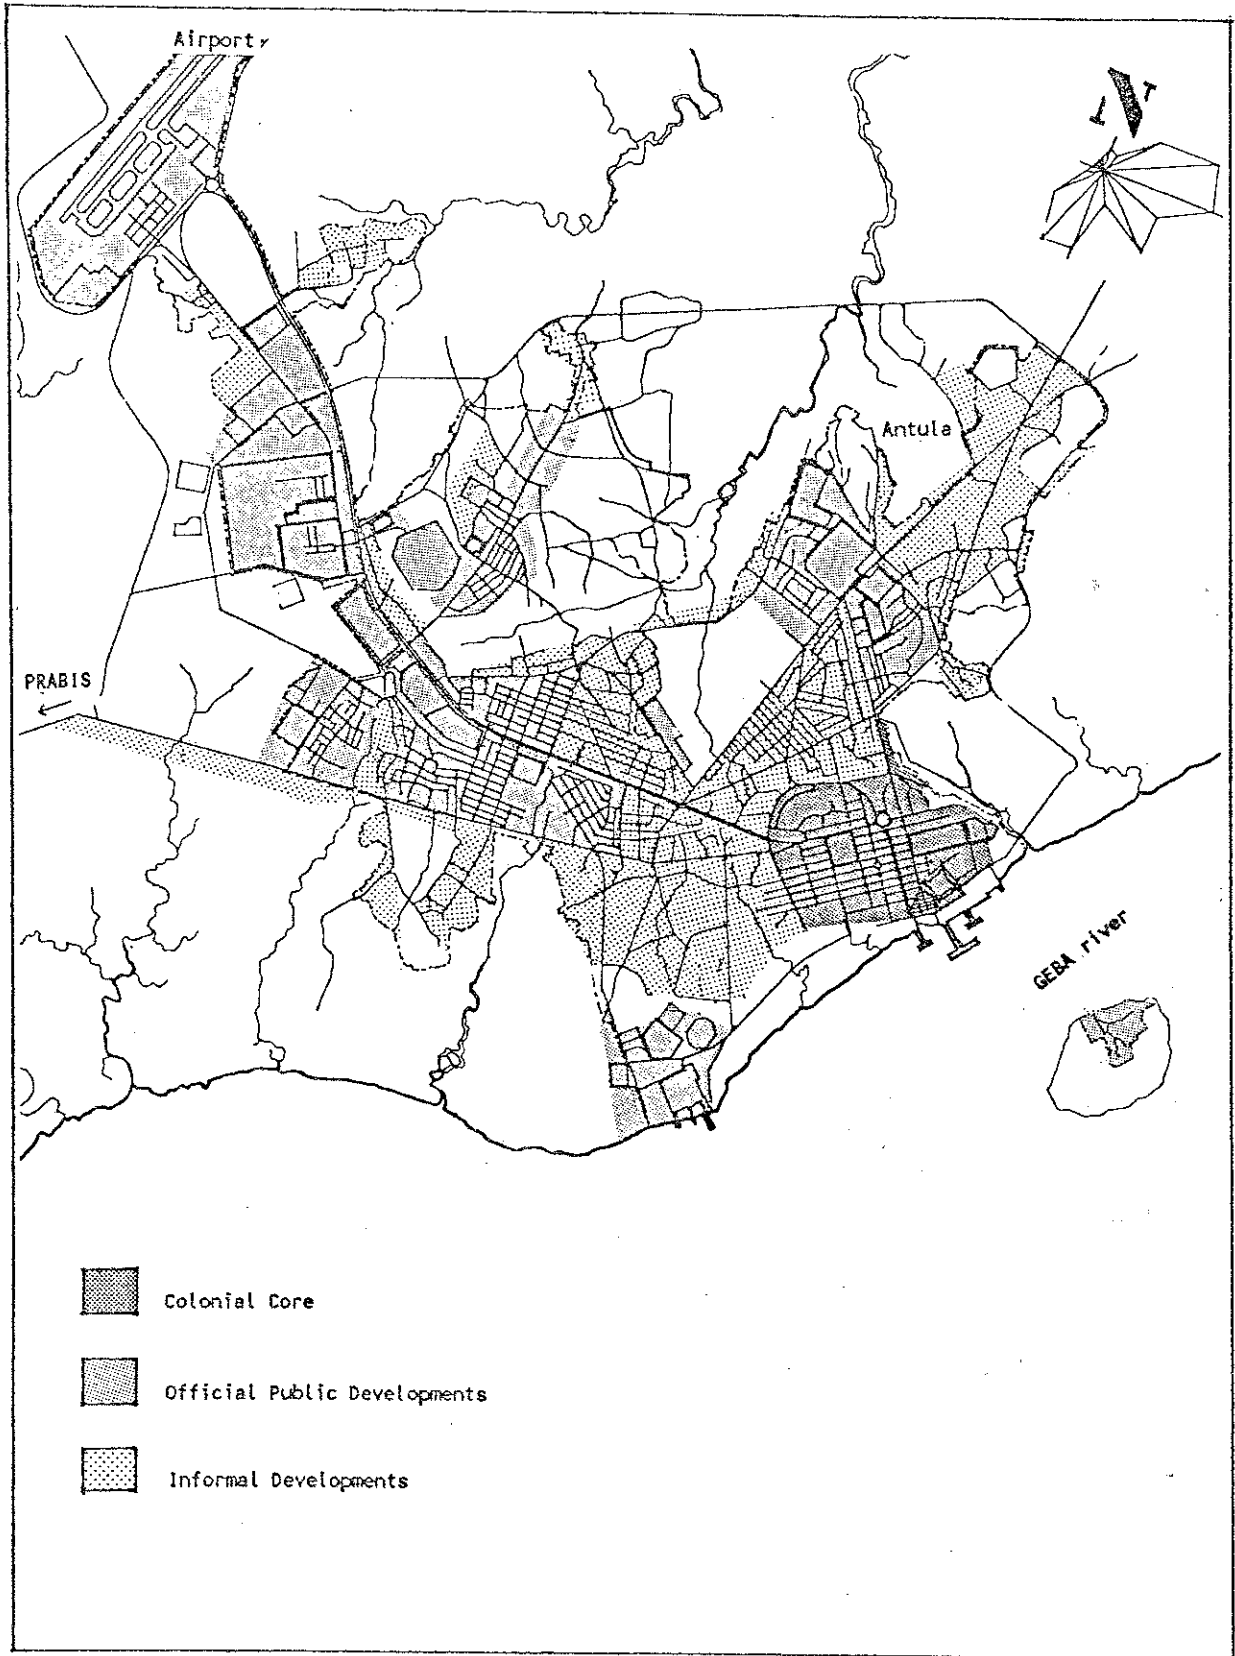 Airport
Antula
PRABIS
GEBA river
Colonial Core
Official Public Developments
Informal Developments